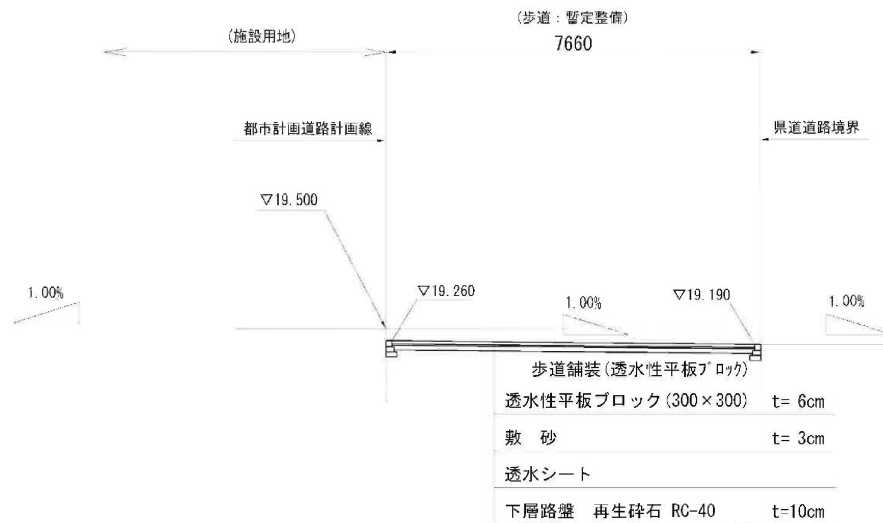 (歩道：暫定整備)
(施設用地)
7660
都市計画道路計画線
県道道路境界
▽19.500
1.00%
▽19.260
1.00%
▽19.190
1.00%
歩道舗装(透水性平板ブロック)
透水性平板ブロック(300×300) t= 6cm
敷 砂 t= 3cm
透水シート
下層路盤 再生砕石 RC-40 t=10cm